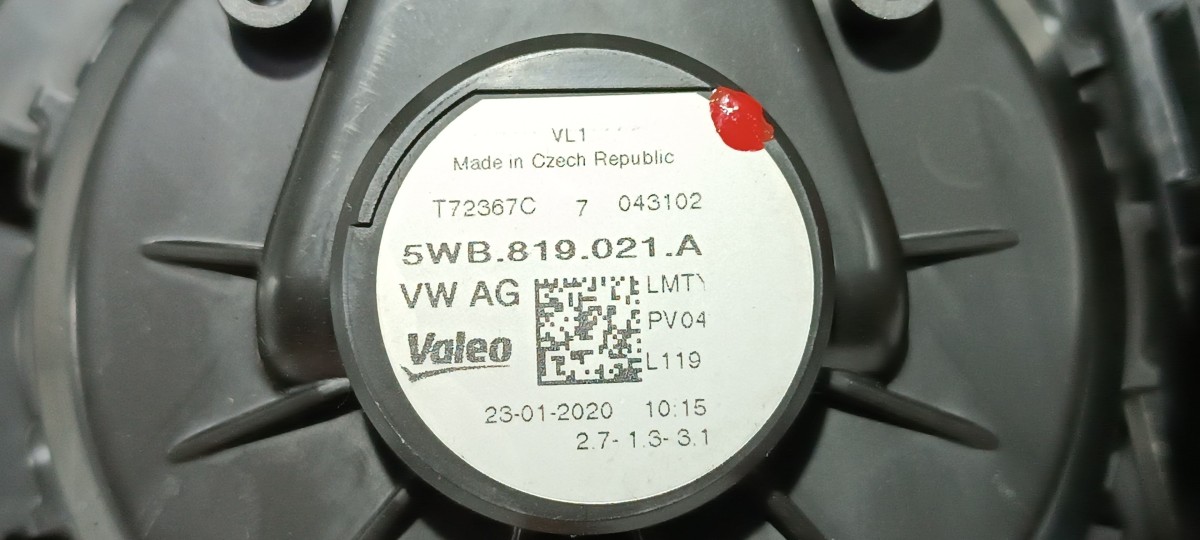 VL1
Made in Czech Republic
T72367C 7 043102
5WB.819.021.A
VW AG
LMTY
PV04
Valeo
L119
23-01-2020 10:15
2.7- 1.3- 3.1